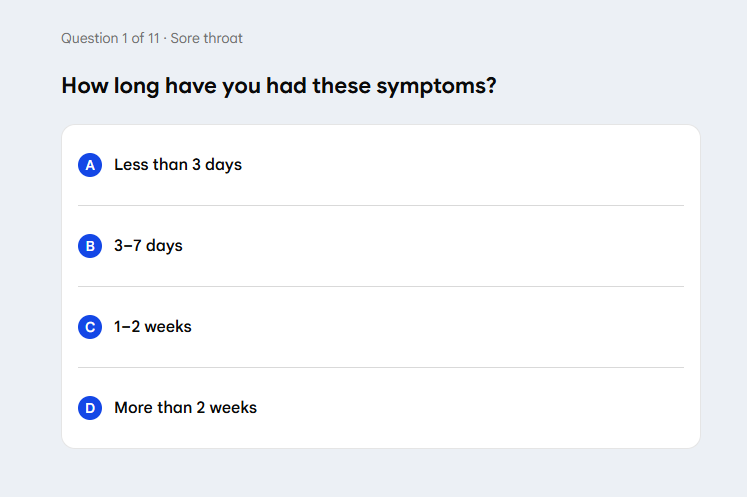 Question 1 of 11 · Sore throat
How long have you had these symptoms?
A Less than 3 days
B 3–7 days
C 1–2 weeks
D More than 2 weeks